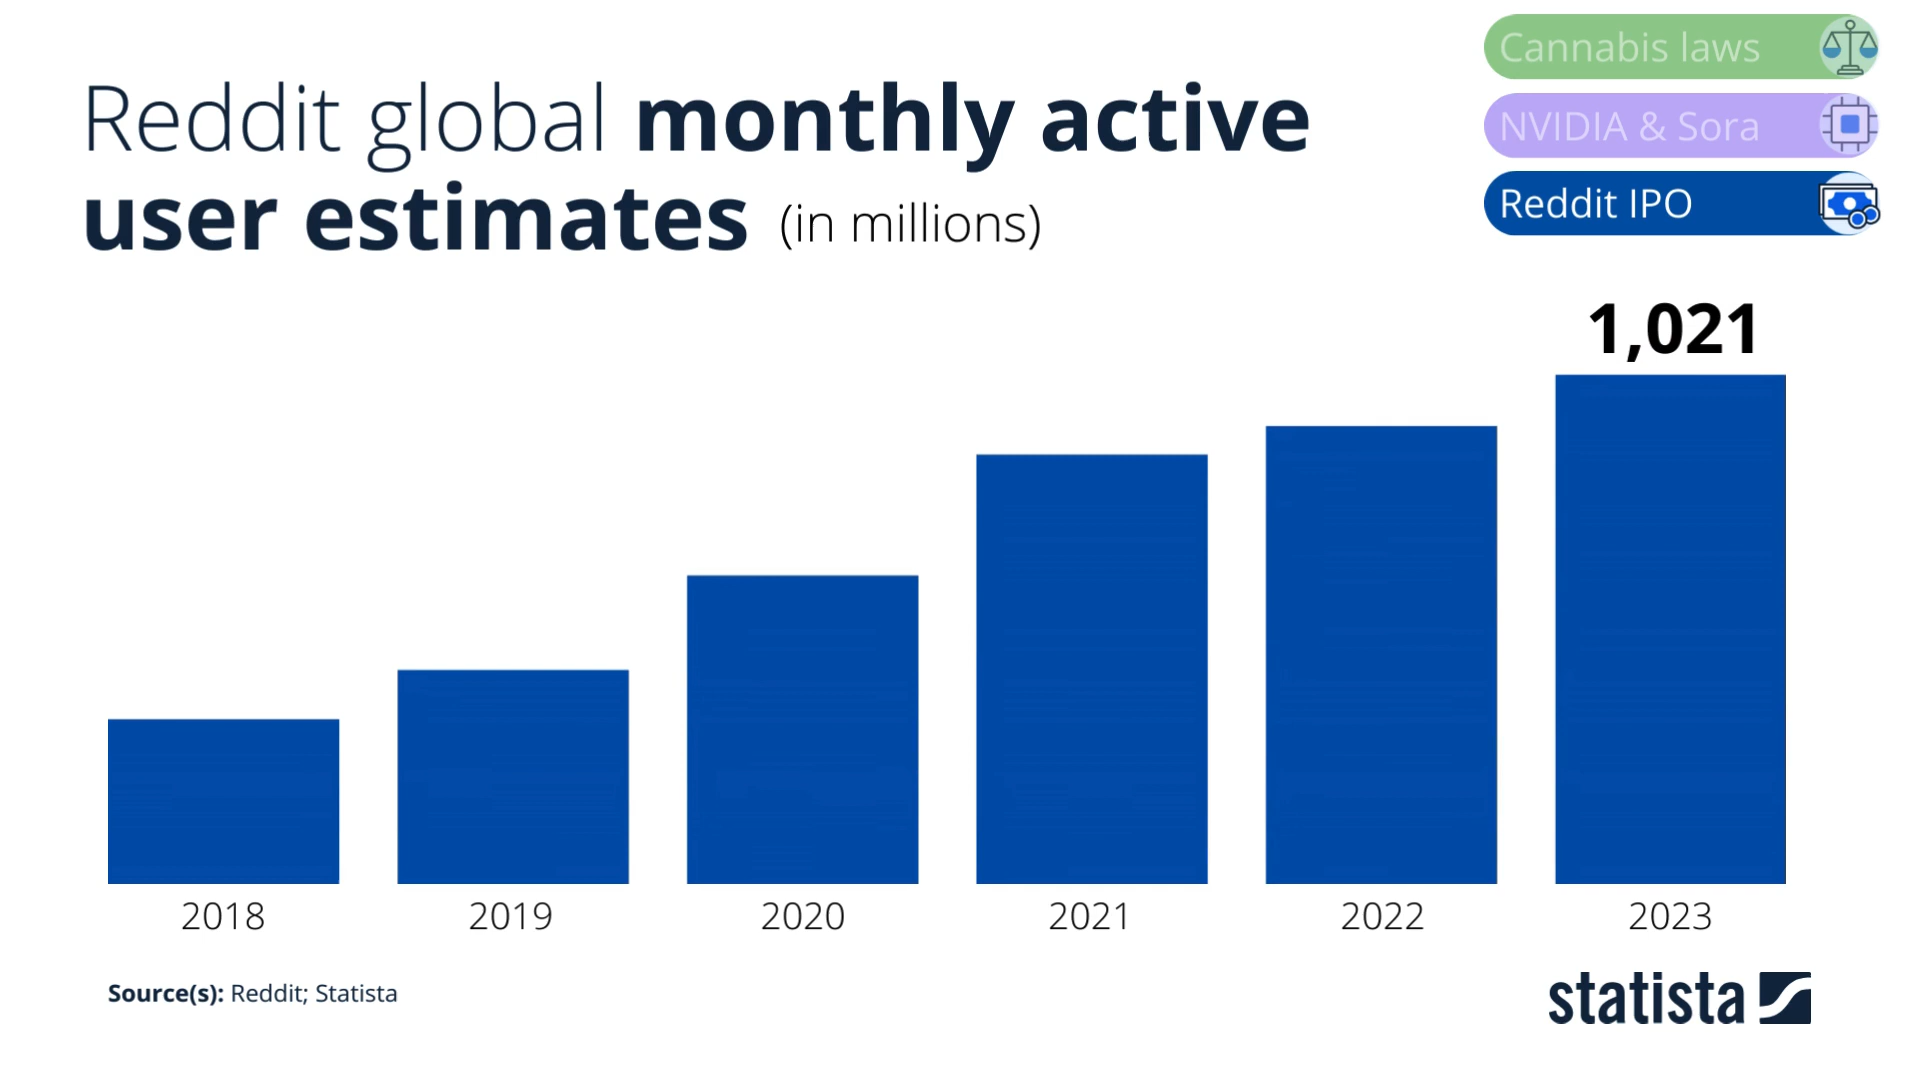 Cannabis laws
NVIDIA & Sora
Reddit IPO
Reddit global monthly active
user estimates (in millions)
1,021
2018 2019 2020 2021 2022 2023
Source(s): Reddit; Statista
statista